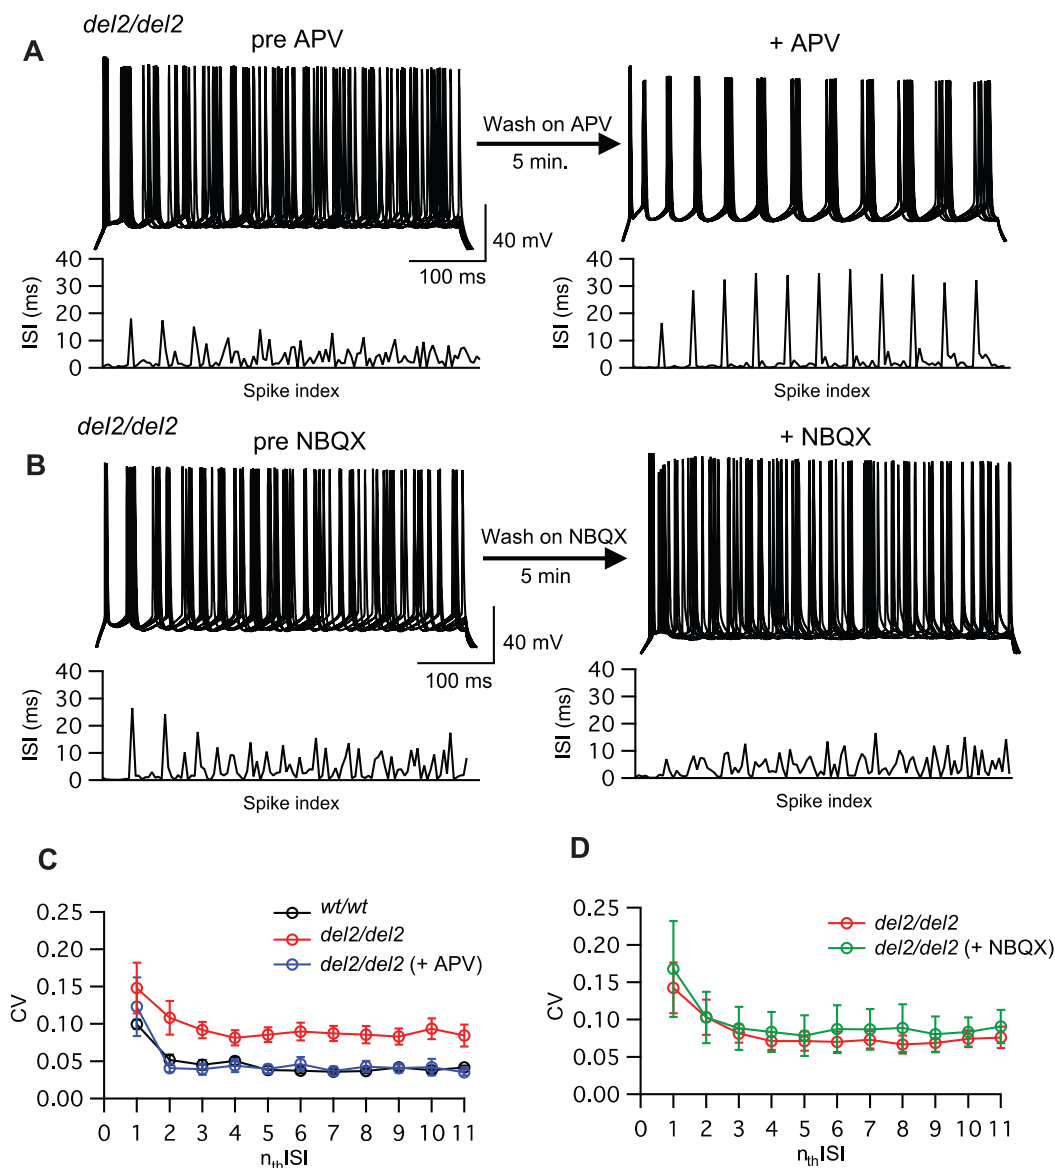 del2/del2
A
pre APV
+ APV
Wash on APV
5 min.
40 mV
100 ms
ISI (ms)
40
30
20
10
0
Spike index
ISI (ms)
40
30
20
10
0
Spike index
del2/del2
B
pre NBQX
+ NBQX
Wash on NBQX
5 min
40 mV
100 ms
ISI (ms)
40
30
20
10
0
Spike index
ISI (ms)
40
30
20
10
0
Spike index
C
CV
0.25
0.20
0.15
0.10
0.05
0.00
wt/wt
del2/del2
del2/del2 (+ APV)
0 1 2 3 4 5 6 7 8 9 10 11
nthISI
D
CV
0.25
0.20
0.15
0.10
0.05
0.00
del2/del2
del2/del2 (+ NBQX)
0 1 2 3 4 5 6 7 8 9 10 11
nthISI